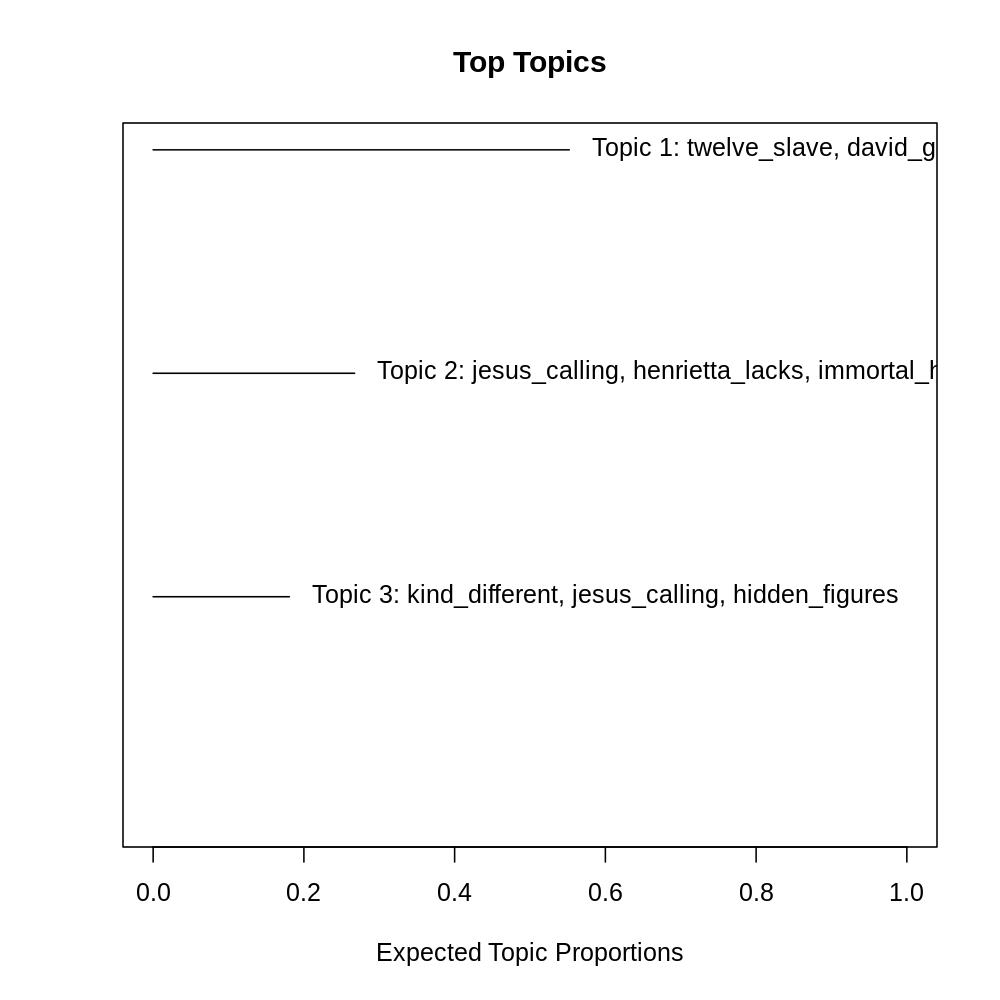 Top Topics
Topic 1: twelve_slave, david_g
Topic 2: jesus_calling, henrietta_lacks, immortal_h
Topic 3: kind_different, jesus_calling, hidden_figures
0.0 0.2 0.4 0.6 0.8 1.0
Expected Topic Proportions